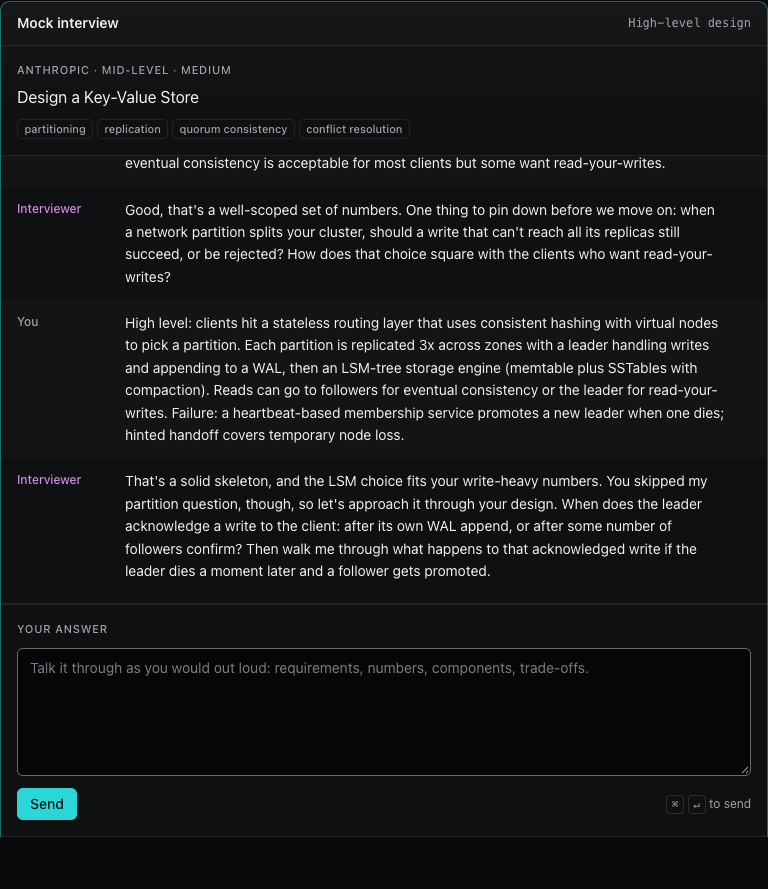 Mock interview
High-level design
ANTHROPIC · MID-LEVEL · MEDIUM
Design a Key-Value Store
partitioning
replication
quorum consistency
conflict resolution
eventual consistency is acceptable for most clients but some want read-your-writes.
Interviewer
Good, that's a well-scoped set of numbers. One thing to pin down before we move on: when
a network partition splits your cluster, should a write that can't reach all its replicas still
succeed, or be rejected? How does that choice square with the clients who want read-your-
writes?
You
High level: clients hit a stateless routing layer that uses consistent hashing with virtual nodes
to pick a partition. Each partition is replicated 3x across zones with a leader handling writes
and appending to a WAL, then an LSM-tree storage engine (memtable plus SSTables with
compaction). Reads can go to followers for eventual consistency or the leader for read-your-
writes. Failure: a heartbeat-based membership service promotes a new leader when one dies;
hinted handoff covers temporary node loss.
Interviewer
That's a solid skeleton, and the LSM choice fits your write-heavy numbers. You skipped my
partition question, though, so let's approach it through your design. When does the leader
acknowledge a write to the client: after its own WAL append, or after some number of
followers confirm? Then walk me through what happens to that acknowledged write if the
leader dies a moment later and a follower gets promoted.
YOUR ANSWER
Talk it through as you would out loud: requirements, numbers, components, trade-offs.
Send
⌘ ↵ to send